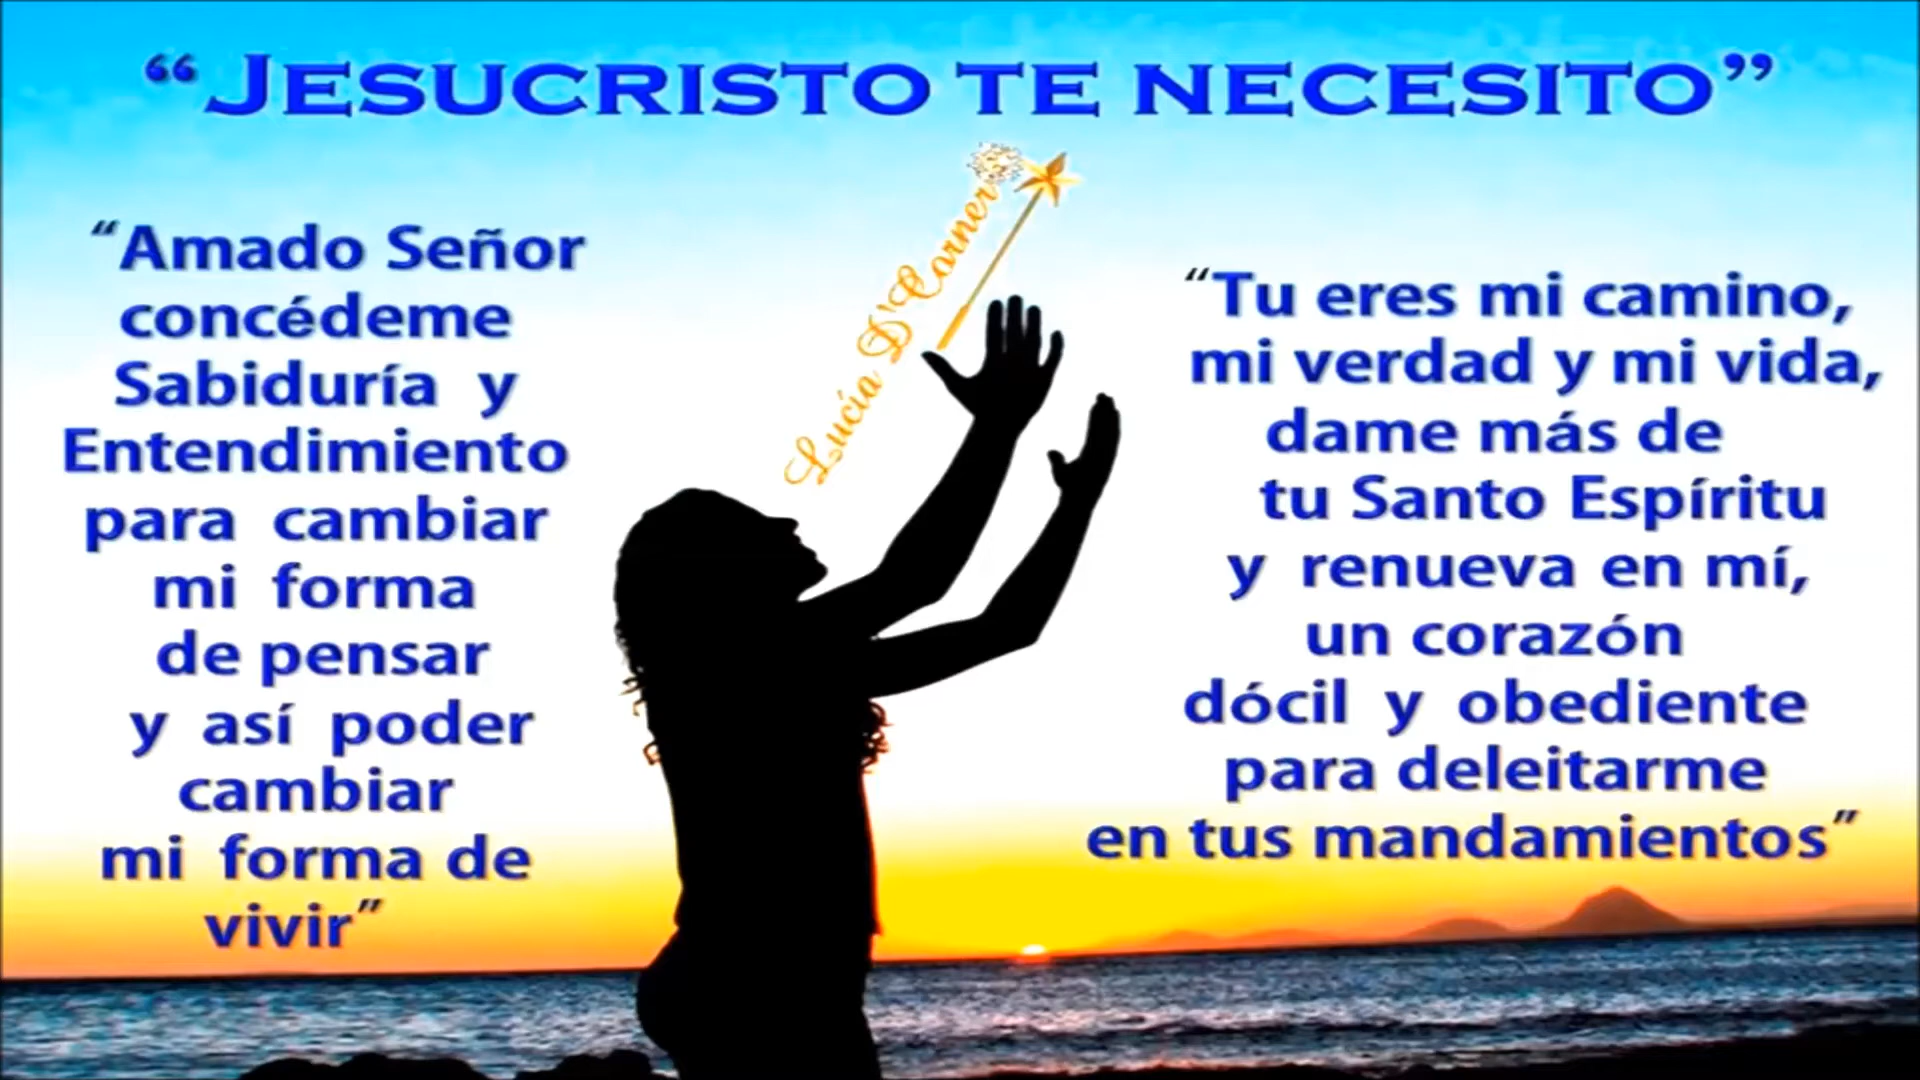 “JESUCRISTO TE NECESITO”
Lucía D'Corner
“Amado Señor
concédeme
Sabiduría y
Entendimiento
para cambiar
mi forma
de pensar
y así poder
cambiar
mi forma de
vivir”
“Tu eres mi camino,
mi verdad y mi vida,
dame más de
tu Santo Espíritu
y renueva en mí,
un corazón
dócil y obediente
para deleitarme
en tus mandamientos”